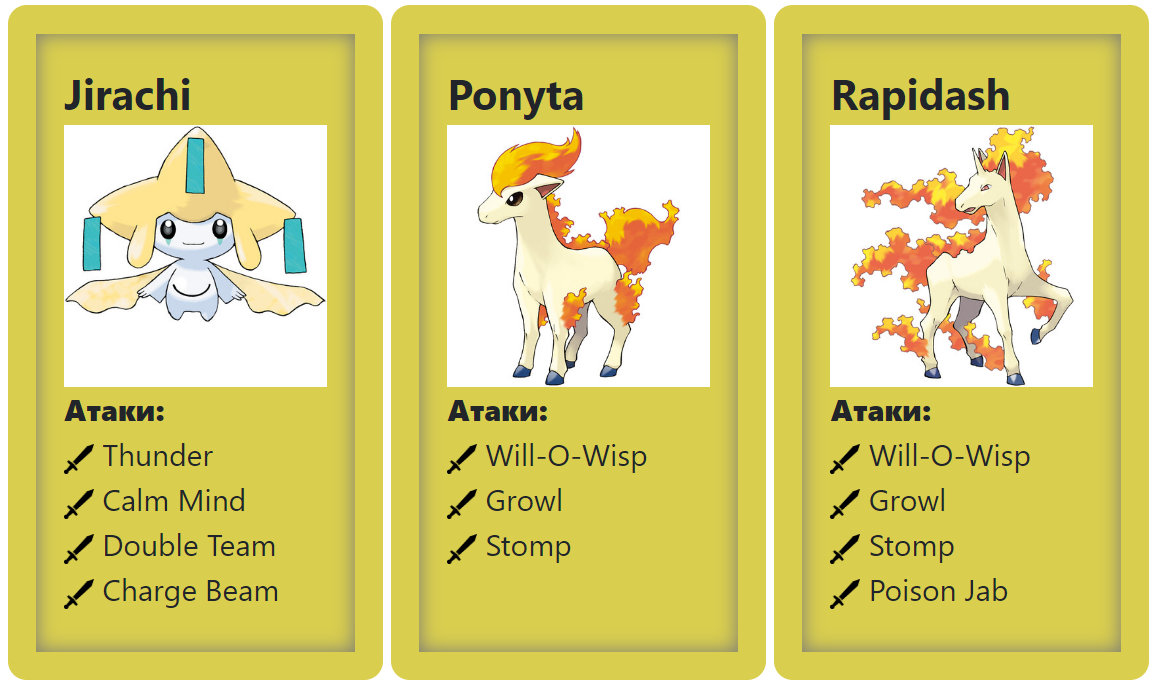 Jirachi
Атаки:
Thunder
Calm Mind
Double Team
Charge Beam
Ponyta
Атаки:
Will-O-Wisp
Growl
Stomp
Rapidash
Атаки:
Will-O-Wisp
Growl
Stomp
Poison Jab